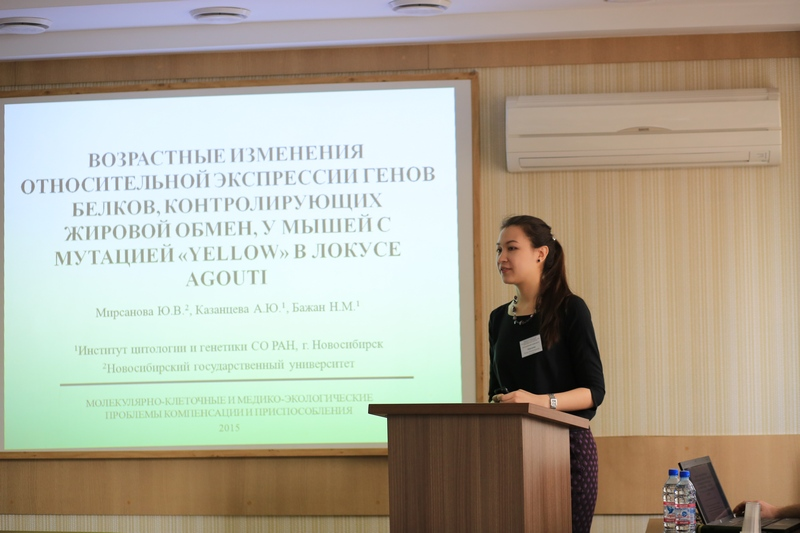 ВОЗРАСТНЫЕ ИЗМЕНЕНИЯ
ОТНОСИТЕЛЬНОЙ ЭКСПРЕССИИ ГЕНОВ
БЕЛКОВ, КОНТРОЛИРУЮЩИХ
ЖИРОВОЙ ОБМЕН, У МЫШЕЙ С
МУТАЦИЕЙ «YELLOW» В ЛОКУСЕ
AGOUTI
Мирсанова Ю.В.², Казанцева А.Ю.¹, Бажан Н.М.¹
¹Институт цитологии и генетики СО РАН, г. Новосибирск
²Новосибирский государственный университет
МОЛЕКУЛЯРНО-КЛЕТОЧНЫЕ И МЕДИКО-ЭКОЛОГИЧЕСКИЕ
ПРОБЛЕМЫ КОМПЕНСАЦИИ И ПРИСПОСОБЛЕНИЯ
2015